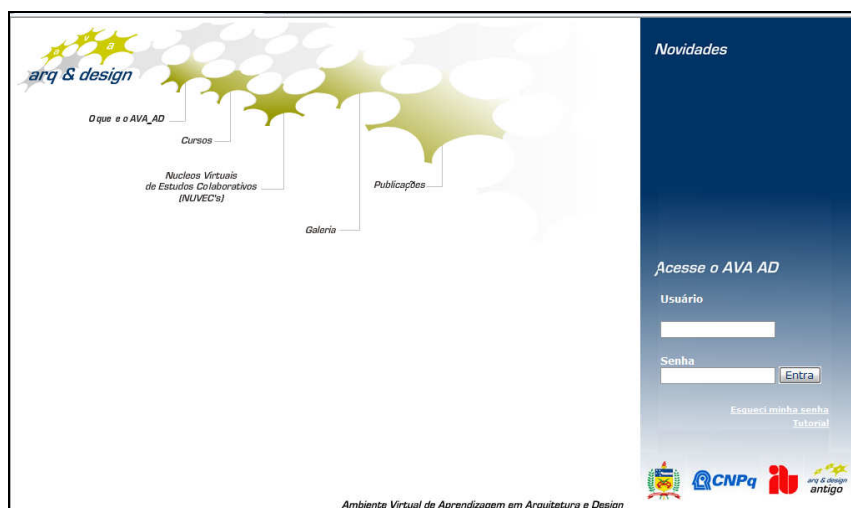 a v a
arq & design
O que e o AVA_AD
Cursos
Nucleos Virtuais
de Estudos Colaborativos
(NUVEC's)
Publicações
Galeria
Ambiente Virtual de Aprendizagem em Arquitetura e Design
Novidades
Acesse o AVA AD
Usuário
Senha
Entra
Esqueci minha senha
Tutorial
CNPq
arq & design
antigo